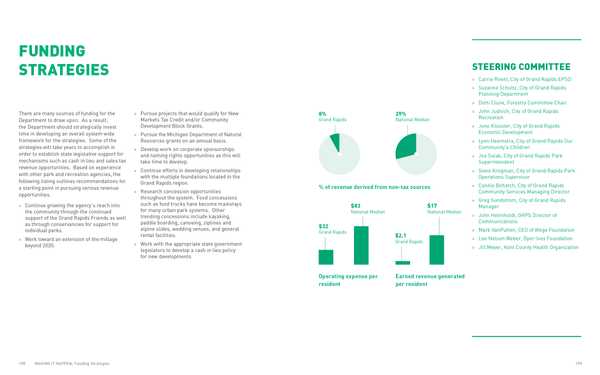 FUNDING
STRATEGIES
There are many sources of funding for the
Department to draw upon. As a result,
the Department should strategically invest
time in developing an overall system-wide
framework for the strategies. Some of the
strategies will take years to accomplish in
order to establish state legislative support for
mechanisms such as cash in lieu and sales tax
revenue opportunities. Based on experience
with other park and recreation agencies, the
following listing outlines recommendations for
a starting point in pursuing various revenue
opportunities.
» Continue growing the agency's reach into
the community through the continued
support of the Grand Rapids Friends as well
as through conservancies for support for
individual parks.
» Work toward an extension of the millage
beyond 2020.
» Pursue projects that would qualify for New
Markets Tax Credit and/or Community
Development Block Grants.
» Pursue the Michigan Department of Natural
Resources grants on an annual basis.
» Develop work on corporate sponsorships
and naming rights opportunities as this will
take time to develop.
» Continue efforts in developing relationships
with the multiple foundations located in the
Grand Rapids region.
» Research concession opportunities
throughout the system. Food concessions
such as food trucks have become mainstays
for many urban park systems. Other
trending concessions include kayaking,
paddle boarding, canoeing, ziplines and
alpine slides, wedding venues, and general
rental facilities.
» Work with the appropriate state government
legislators to develop a cash in lieu policy
for new developments.
8%
Grand Rapids
29%
National Median
% of revenue derived from non-tax sources
$32
Grand Rapids
$83
National Median
$2.1
Grand Rapids
$17
National Median
Operating expense per
resident
Earned revenue generated
per resident
STEERING COMMITTEE
» Carrie Rivett, City of Grand Rapids EPSD
» Suzanne Schulz, City of Grand Rapids
Planning Department
» Dotti Clune, Forestry Committee Chair
» John Judnich, City of Grand Rapids
Recreation
» June Kossler, City of Grand Rapids
Economic Development
» Lynn Heemstra, City of Grand Rapids Our
Community's Children
» Joe Sulak, City of Grand Rapids Park
Superintendent
» Steve Krogman, City of Grand Rapids Park
Operations Supervisor
» Connie Bohatch, City of Grand Rapids
Community Services Managing Director
» Greg Sundstrom, City of Grand Rapids
Manager
» John Helmholdt, GRPS Director of
Communications
» Mark VanPutten, CEO of Wege Foundation
» Lee Nelson Weber, Dyer-Ives Foundation
» Jill Meyer, Kent County Health Organization
MAKING IT HAPPEN: Funding Strategies